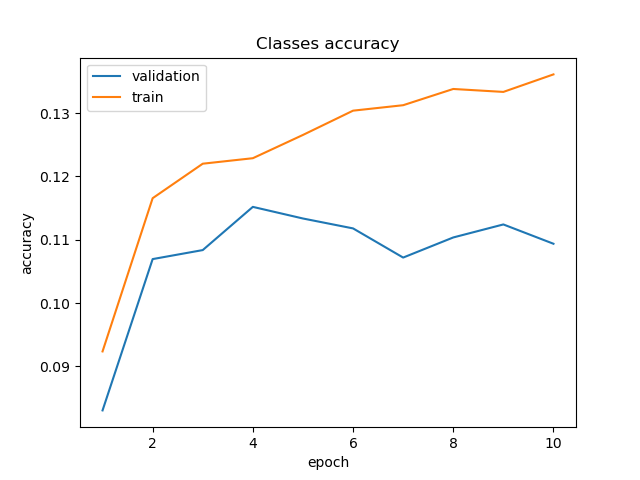 Classes accuracy
validation
train
accuracy
0.13
0.12
0.11
0.10
0.09
2 4 6 8 10
epoch